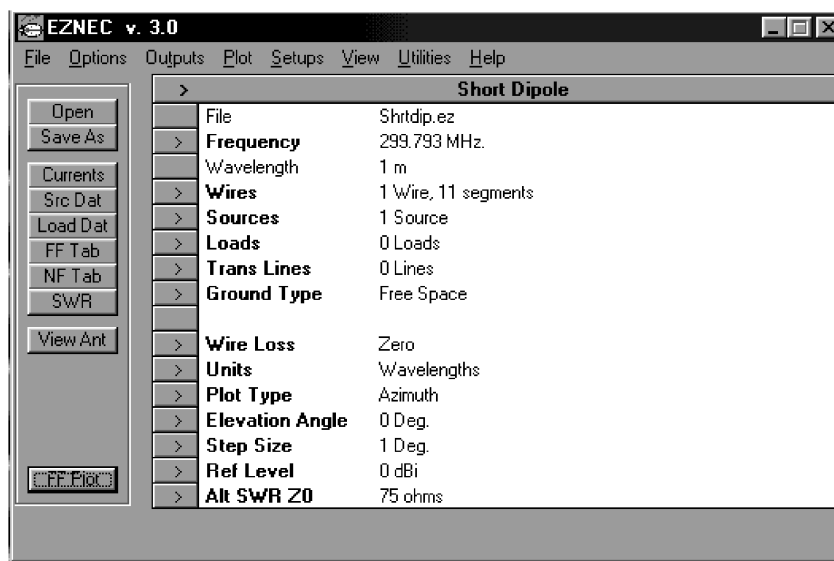 EZNEC v. 3.0
File Options Outputs Plot Setups View Utilities Help
> Short Dipole
Open
Save As
Currents
Src Dat
Load Dat
FF Tab
NF Tab
SWR
View Ant
FF Plot
File Shrtdip.ez
> Frequency 299.793 MHz.
Wavelength 1 m
> Wires 1 Wire, 11 segments
> Sources 1 Source
> Loads 0 Loads
> Trans Lines 0 Lines
> Ground Type Free Space
> Wire Loss Zero
> Units Wavelengths
> Plot Type Azimuth
> Elevation Angle 0 Deg.
> Step Size 1 Deg.
> Ref Level 0 dBi
> Alt SWR Z0 75 ohms